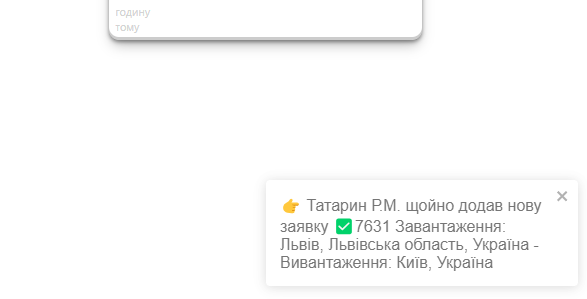 годину
тому
👉 Татарин Р.М. щойно додав нову
заявку ✅7631 Завантаження:
Львів, Львівська область, Україна -
Вивантаження: Київ, Україна